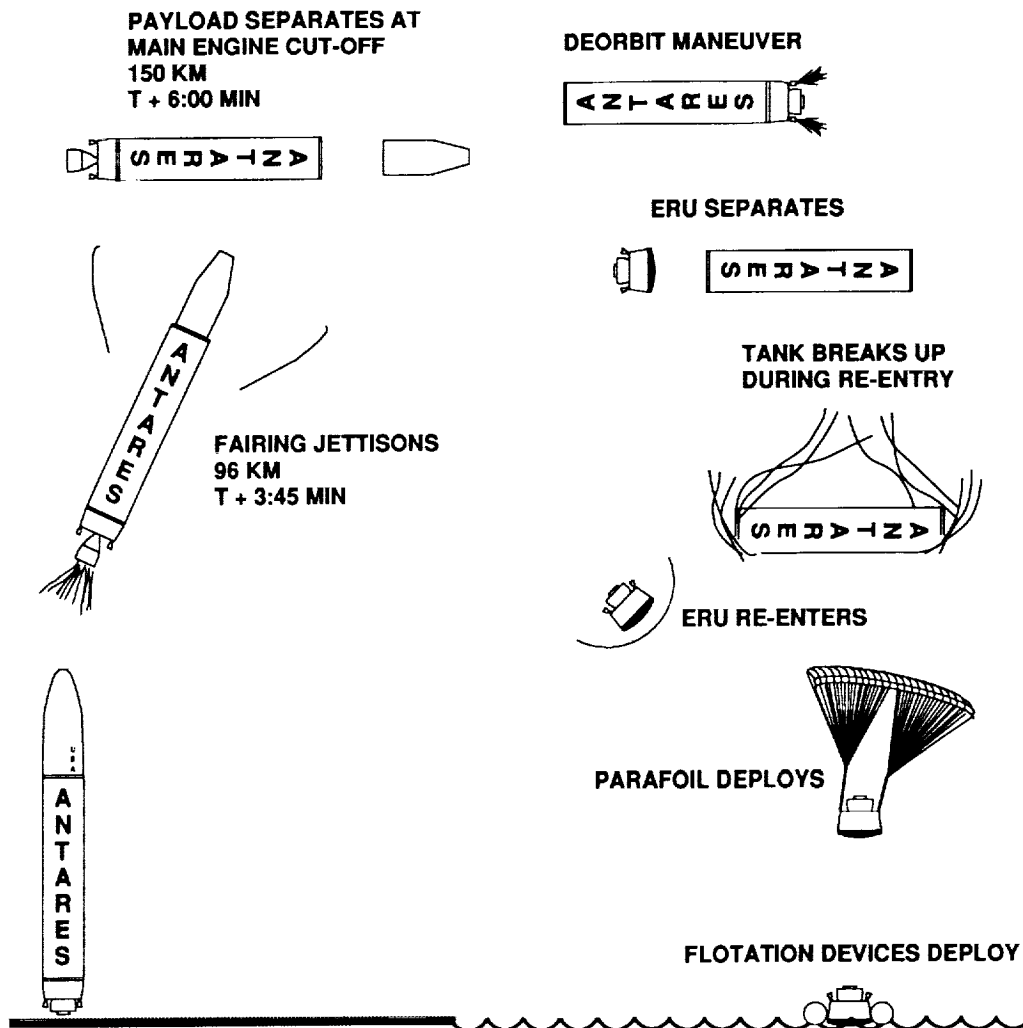 PAYLOAD SEPARATES AT
MAIN ENGINE CUT-OFF
150 KM
T + 6:00 MIN
ANTARES
FAIRING JETTISONS
96 KM
T + 3:45 MIN
ANTARES
USA
ANTARES
DEORBIT MANEUVER
ANTARES
ERU SEPARATES
ANTARES
TANK BREAKS UP
DURING RE-ENTRY
ANTARES
ERU RE-ENTERS
PARAFOIL DEPLOYS
FLOTATION DEVICES DEPLOY